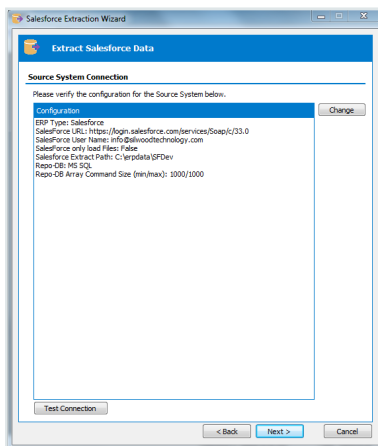 Salesforce Extraction Wizard
Extract Salesforce Data
Source System Connection
Please verify the configuration for the Source System below.
Configuration
Change
ERP Type: Salesforce
SalesForce URL: https://login.salesforce.com/services/Soap/c/33.0
SalesForce User Name: info@silwoodtechnology.com
SalesForce only load Files: False
Salesforce Extract Path: C:\erpdata\SFDev
Repo-DB: MS SQL
Repo-DB Array Command Size (min/max): 1000/1000
Test Connection
< Back
Next >
Cancel